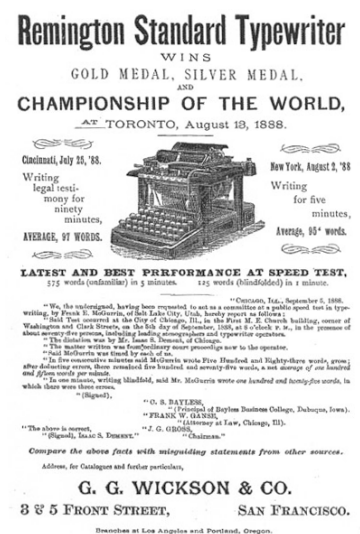 Remington Standard Typewriter
WINS
GOLD MEDAL, SILVER MEDAL,
AND
CHAMPIONSHIP OF THE WORLD,
AT TORONTO, August 13, 1888.
Cincinnati, July 25, '88.
Writing
legal testi-
mony for
ninety
minutes,
AVERAGE, 97 WORDS.
New York, August 2, '88
Writing
for five
minutes,
Average, 95⁴ words.
LATEST AND BEST PRRFORMANCE AT SPEED TEST,
575 words (unfamiliar) in 5 minutes. 125 words (blindfolded) in 1 minute.
"CHICAGO, ILL., September 5, 1888.
"We, the undersigned, having been requested to act as a committee at a public speed test in type-
writing, by Frank E. McGurrin, of Salt Lake City, Utah, hereby report as follows;
"Said Test occurred at the City of Chicago, Ill., in the First M. E. Church building, corner of
Washington and Clerk Streets, on the 5th day of September, 1888, at 8 o'clock P. M., in the presence of
about seventy-five persons, including leading stenographers and typewriter operators.
"The dictation was by Mr. Isaac S. Dement, of Chicago.
"The matter written was from ordinary court proceedings new to the operator.
"Said McGurrin was timed by each of us.
"In five consecutive minutes said McGurrin wrote Five Hundred and Eighty-three words, gross;
after deducting errors, there remained five hundred and seventy-five words, a net average of one hundred
and fifteen words per minute.
"In one minute, writing blindfold, said Mr. McGurrin wrote one hundred and twenty-five words, in
which there were three errors.
"(Signed),
"C. S. BAYLESS,
"(Principal of Bayless Business College, Dubuque, Iowa).
"FRANK W. GANSE,
"(Attorney at Law, Chicago, Ill)
"The above is correct, "J. G. GROSS,
"(Signed), ISAAC S. DEMENT." "Chairman."
Compare the above facts with misguiding statements from other sources.
Address, for Catalogues and further particulars,
G. G. WICKSON & CO.
3 & 5 FRONT STREET, SAN FRANCISCO.
Branches at Los Angeles and Portland, Oregon.